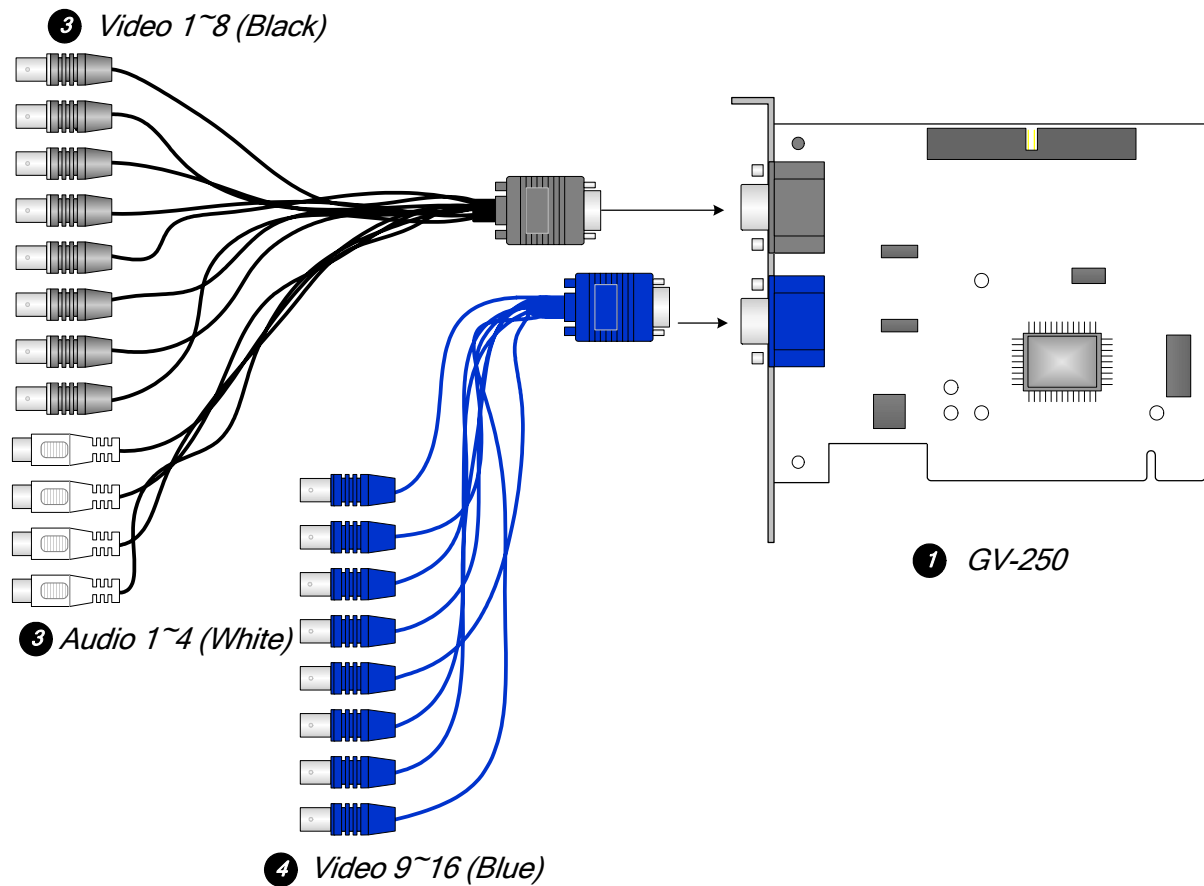 3 Video 1~8 (Black)
1 GV-250
3 Audio 1~4 (White)
4 Video 9~16 (Blue)